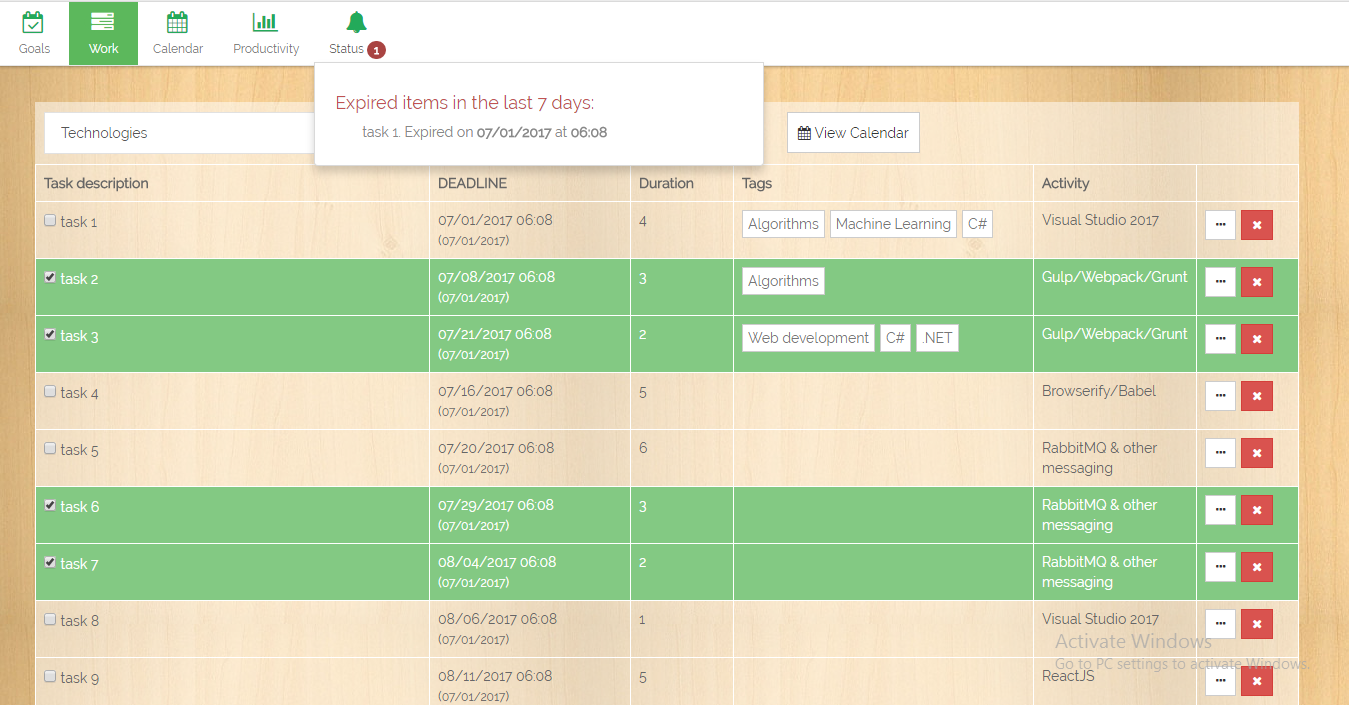 Goals Work Calendar Productivity Status 1
Expired items in the last 7 days:
task 1. Expired on 07/01/2017 at 06:08
Technologies View Calendar
Task description DEADLINE Duration Tags Activity
task 1 07/01/2017 06:08 4 Algorithms Machine Learning C# Visual Studio 2017
(07/01/2017)
task 2 07/08/2017 06:08 3 Algorithms Gulp/Webpack/Grunt
(07/01/2017)
task 3 07/21/2017 06:08 2 Web development C# .NET Gulp/Webpack/Grunt
(07/01/2017)
task 4 07/16/2017 06:08 5 Browserify/Babel
(07/01/2017)
task 5 07/20/2017 06:08 6 RabbitMQ & other
(07/01/2017) messaging
task 6 07/29/2017 06:08 3 RabbitMQ & other
(07/01/2017) messaging
task 7 08/04/2017 06:08 2 RabbitMQ & other
(07/01/2017) messaging
task 8 08/06/2017 06:08 1 Visual Studio 2017
(07/01/2017)
Activate Windows
Go to PC settings to activate Windows.
task 9 08/11/2017 06:08 5 ReactJS
(07/01/2017)